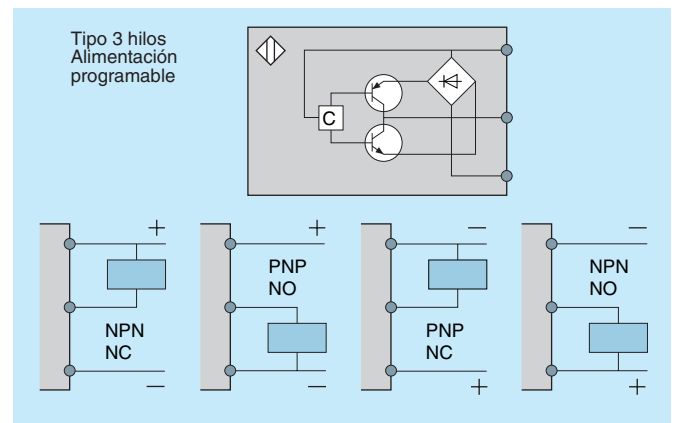 Tipo 3 hilos
Alimentación
programable
C
+
NPN
NC
−
+
PNP
NO
−
−
PNP
NC
+
−
NPN
NO
+